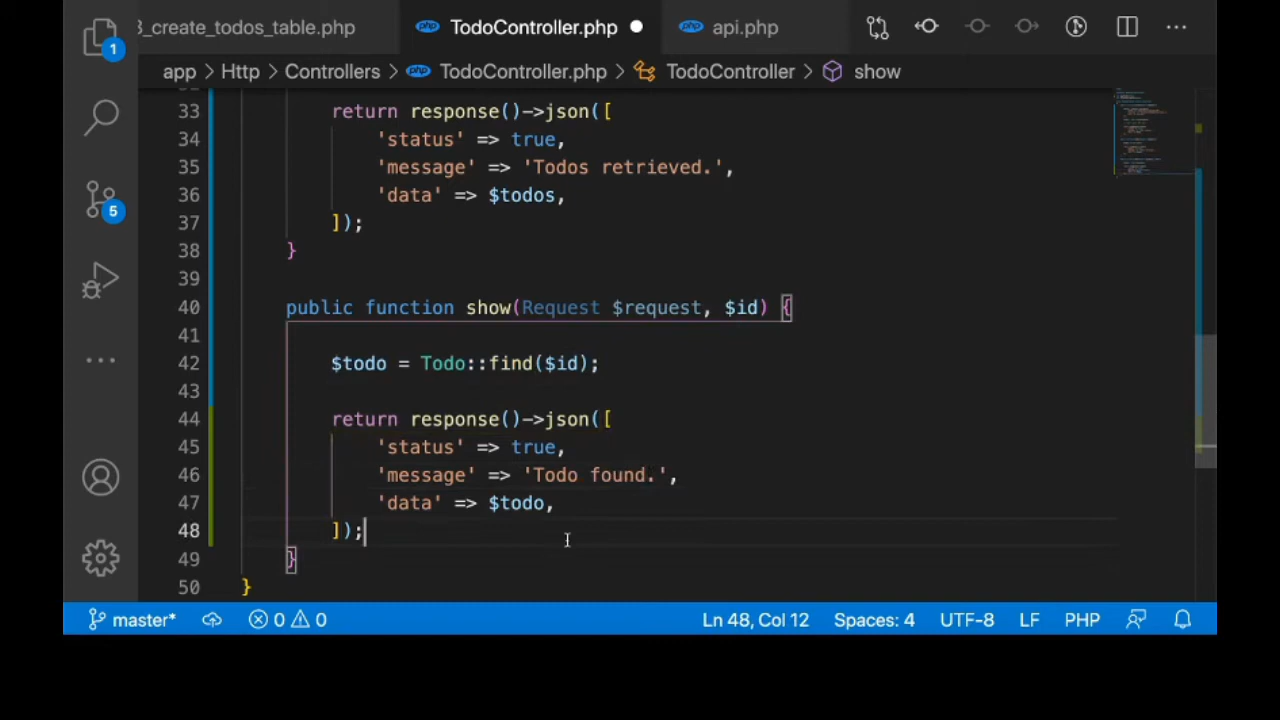 3_create_todos_table.php php TodoController.php php api.php
app > Http > Controllers > php TodoController.php > TodoController > show
33 return response()->json([
34 'status' => true,
35 'message' => 'Todos retrieved.',
36 'data' => $todos,
37 ]);
38 }
39
40 public function show(Request $request, $id) {
41
42 $todo = Todo::find($id);
43
44 return response()->json([
45 'status' => true,
46 'message' => 'Todo found.',
47 'data' => $todo,
48 ]);
49 }
50 }
1
5
master* 0 0 Ln 48, Col 12 Spaces: 4 UTF-8 LF PHP